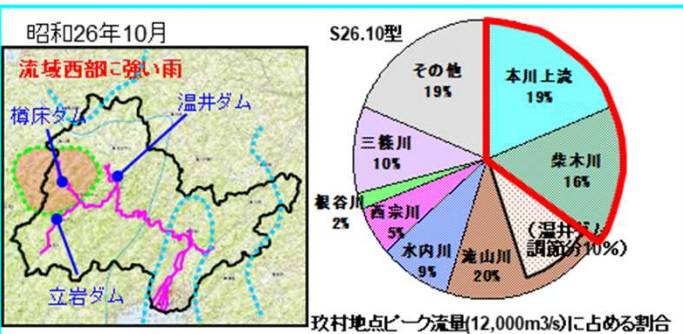 昭和26年10月
流域西部に強い雨
樽床ダム
温井ダム
立岩ダム
S26.10型
その他
19%
本川上流
19%
三篠川
10%
柴木川
16%
根谷川
2%
西宗川
5%
(温井ダム
調節分10%)
水内川
9%
滝山川
20%
玖村地点ピーク流量(12,000m3/s)に占める割合